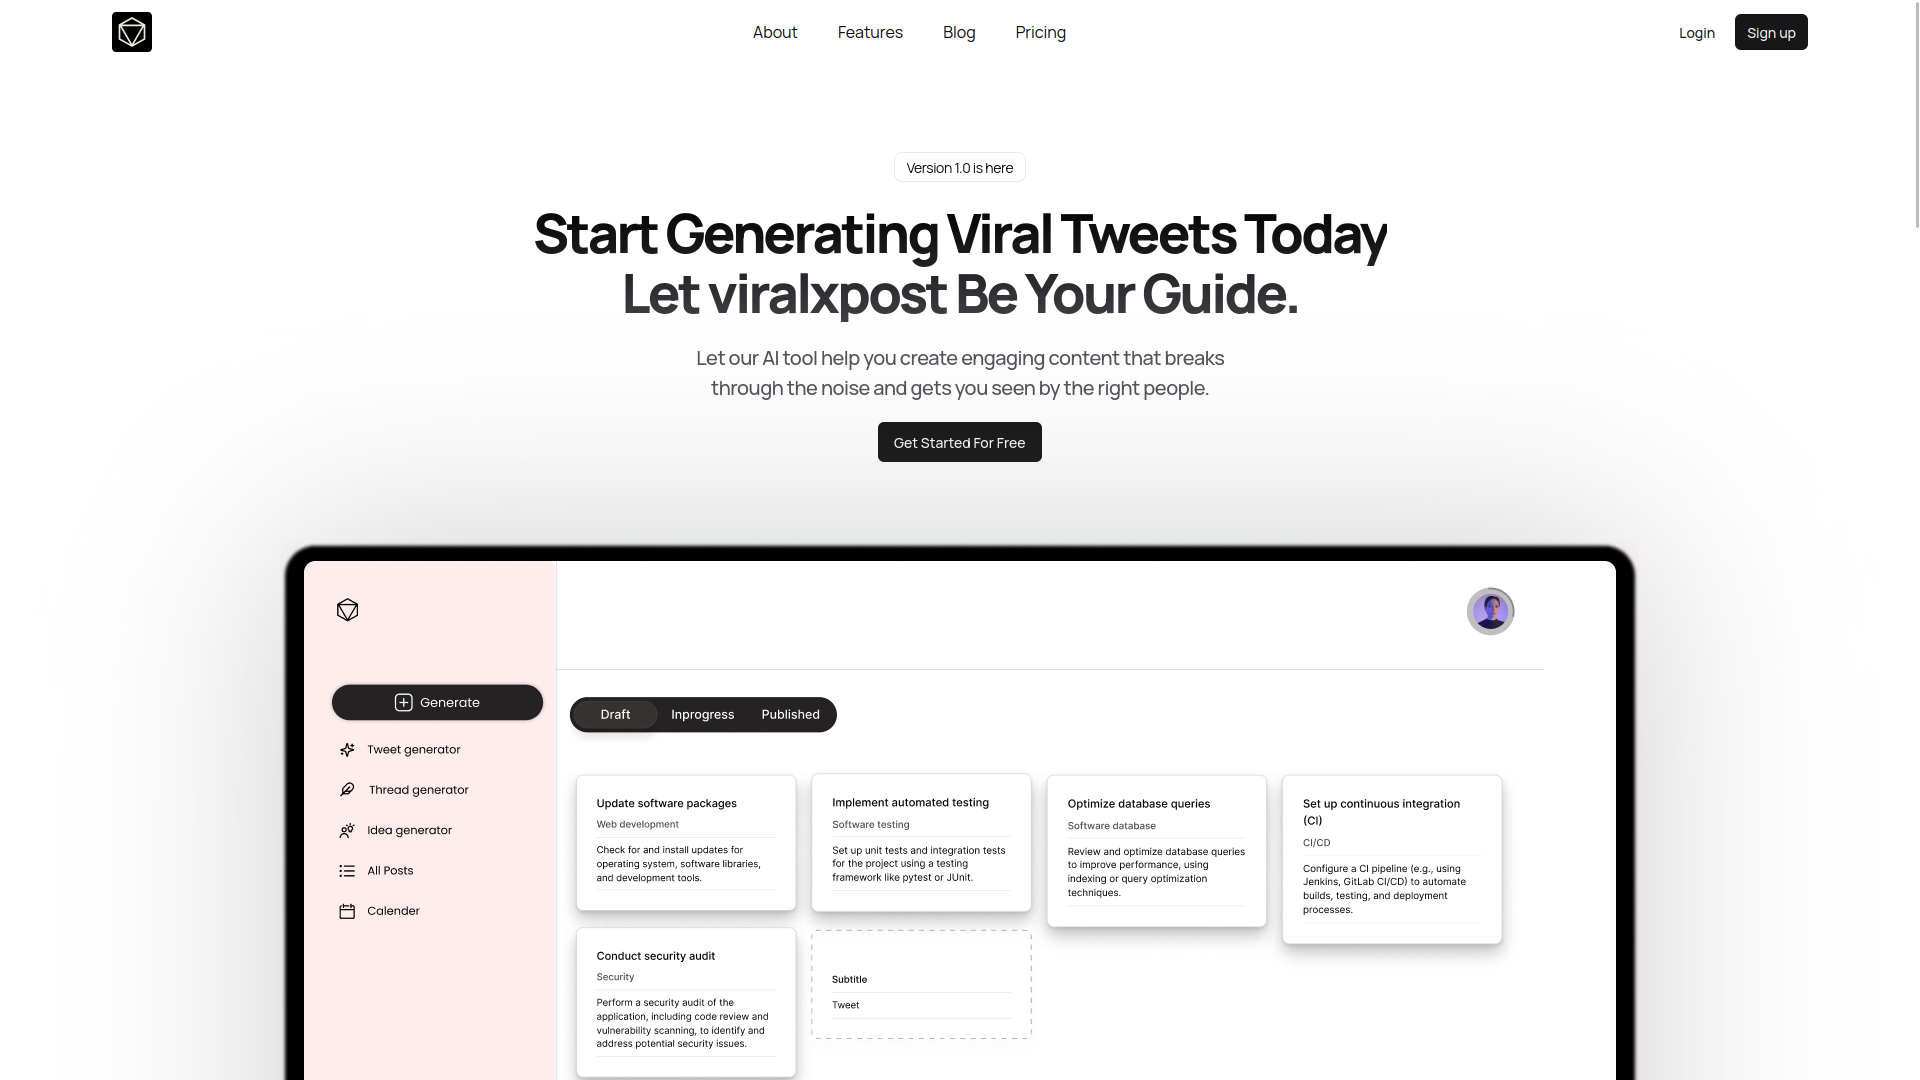 About
Features
Blog
Pricing
Login
Sign up
Version 1.0 is here
Start Generating Viral Tweets Today
Let viralxpost Be Your Guide.
Let our AI tool help you create engaging content that breaks
through the noise and gets you seen by the right people.
Get Started For Free
Generate
Tweet generator
Thread generator
Idea generator
All Posts
Calender
Draft
Inprogress
Published
Update software packages
Web development
Check for and install updates for
operating system, software libraries,
and development tools.
Implement automated testing
Software testing
Set up unit tests and integration tests
for the project using a testing
framework like pytest or JUnit.
Optimize database queries
Software database
Review and optimize database queries
to improve performance, using
indexing or query optimization
techniques.
Set up continuous integration
(CI)
CI/CD
Configure a CI pipeline (e.g., using
Jenkins, GitLab CI/CD) to automate
builds, testing, and deployment
processes.
Conduct security audit
Security
Perform a security audit of the
application, including code review and
vulnerability scanning, to identify and
address potential security issues.
Subtitle
Tweet